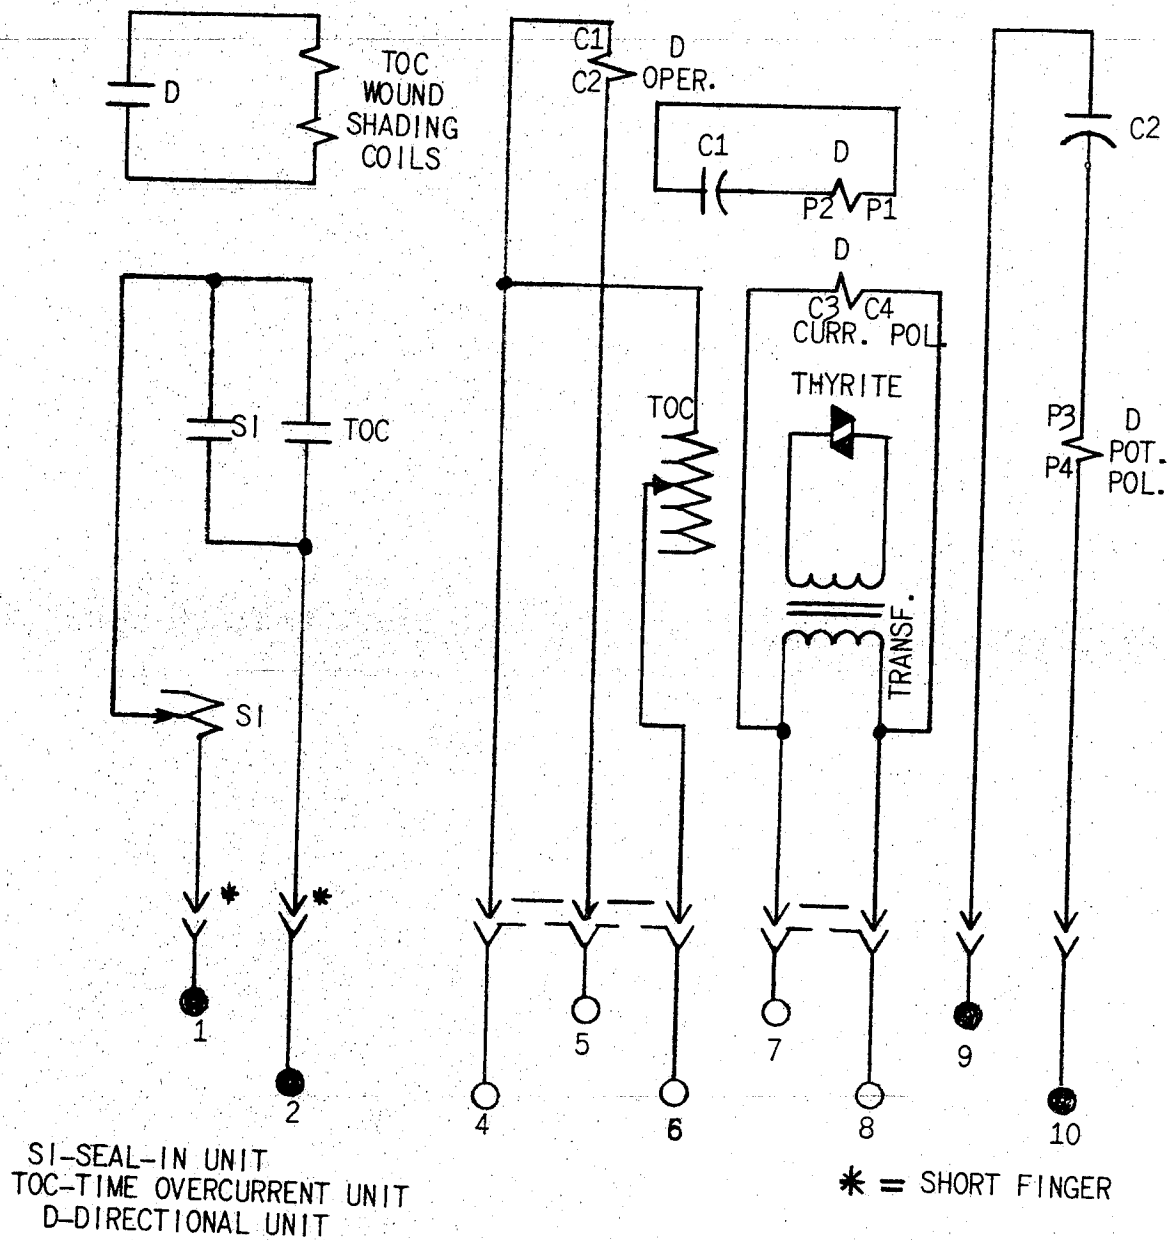 D
TOC
WOUND
SHADING
COILS
C1
C2
D
OPER.
C1
D
P2
P1
C2
D
C3
C4
CURR. POL.
THYRITE
SI
TOC
TOC
P3
P4
D
POT.
POL.
TRANSF.
SI
*
*
1
2
4
5
6
7
8
9
10
SI-SEAL-IN UNIT
TOC-TIME OVERCURRENT UNIT
D-DIRECTIONAL UNIT
* = SHORT FINGER